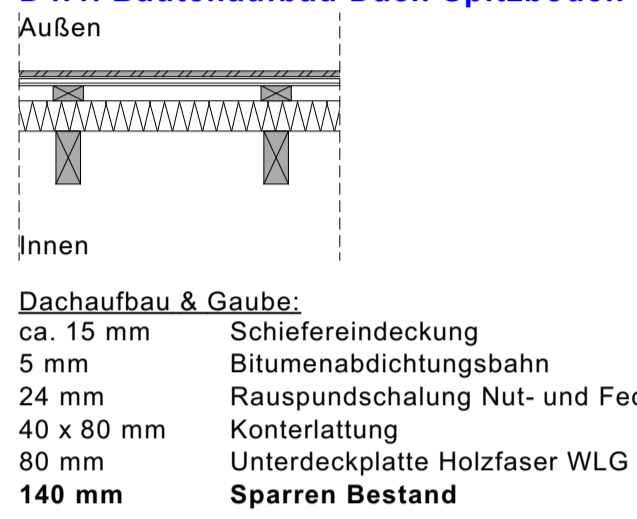 Außen
Innen
Dachaufbau & Gaube:
ca. 15 mm Schiefereindeckung
5 mm Bitumenabdichtungsbahn
24 mm Rauspundschalung Nut- und
40 x 80 mm Konterlattung
80 mm Unterdeckplatte Holzfaser WLG
140 mm Sparren Bestand